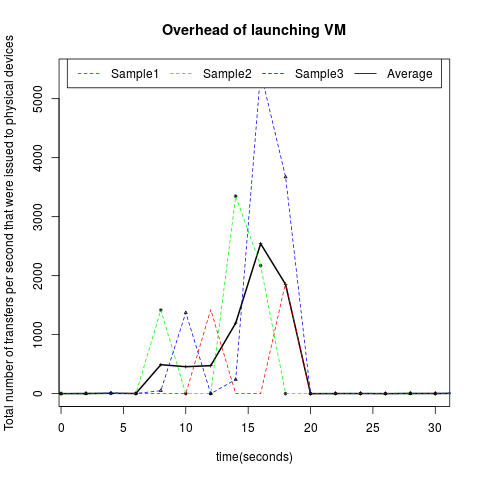 Overhead of launching VM
Sample1 Sample2 Sample3 Average
Total number of transfers per second that were issued to physical devices
5000
4000
3000
2000
1000
0
0 5 10 15 20 25 30
time(seconds)